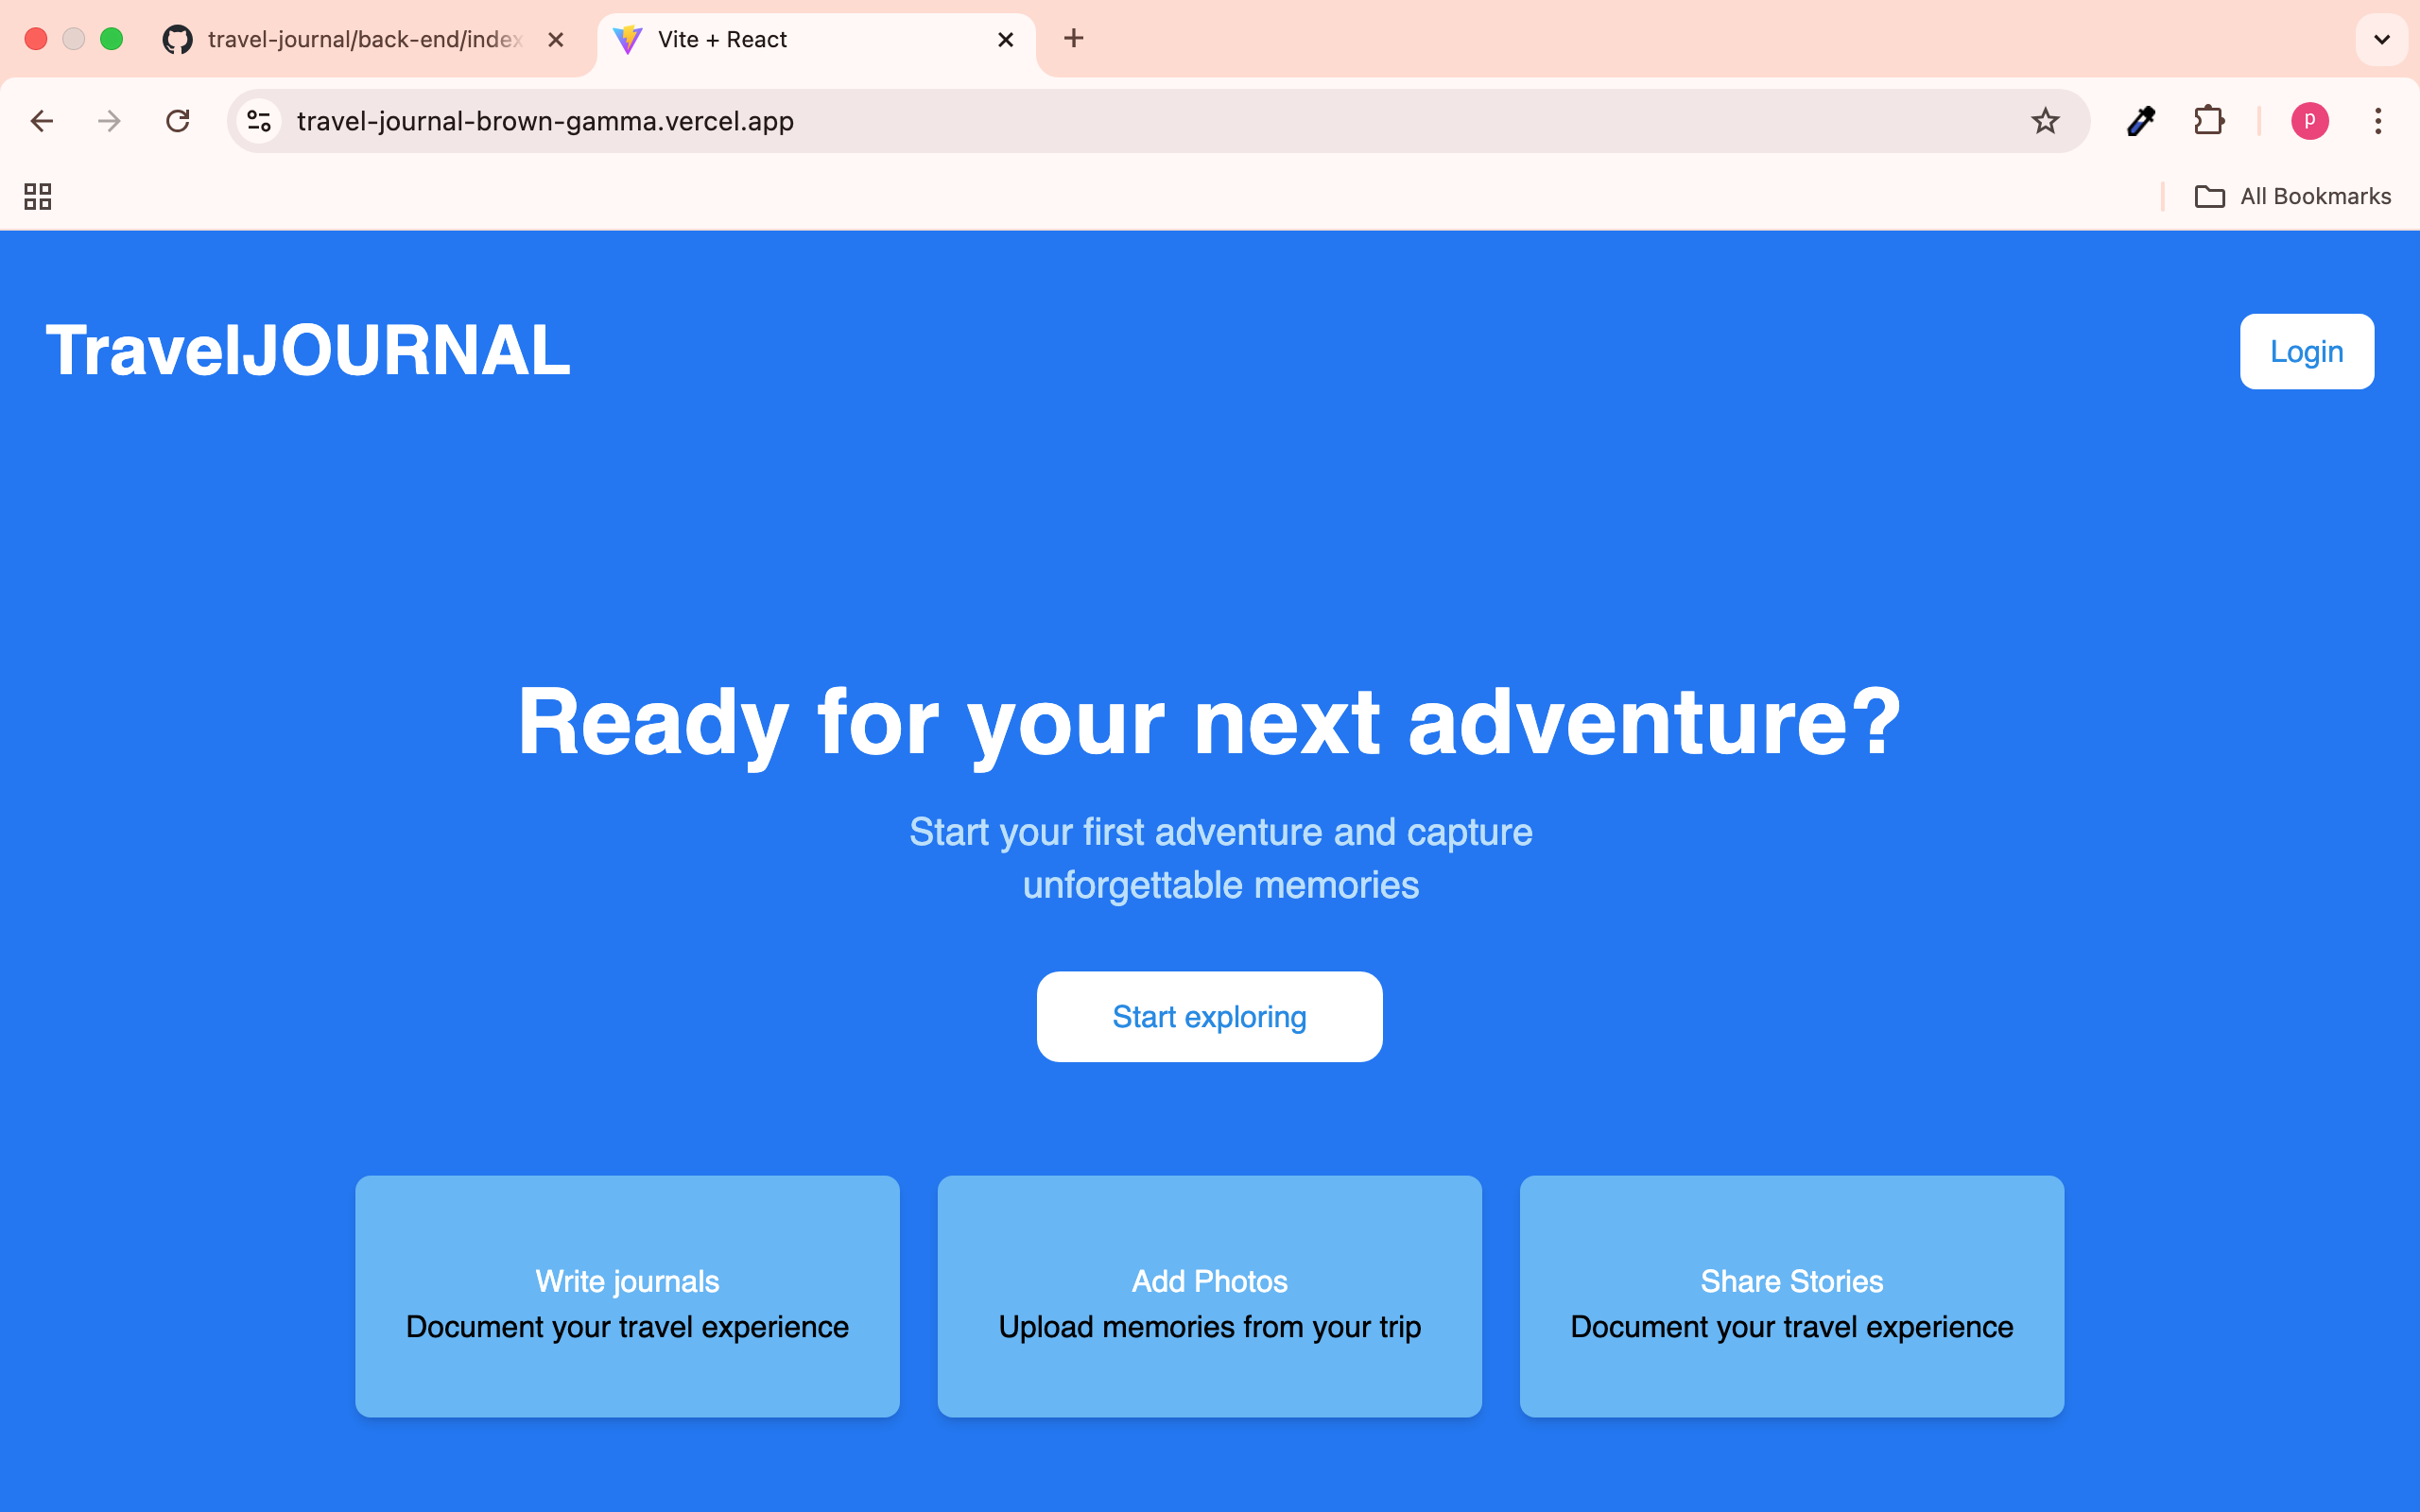 travel-journal/back-end/index
Vite + React
travel-journal-brown-gamma.vercel.app
p
All Bookmarks
TravelJOURNAL
Login
Ready for your next adventure?
Start your first adventure and capture
unforgettable memories
Start exploring
Write journals
Document your travel experience
Add Photos
Upload memories from your trip
Share Stories
Document your travel experience